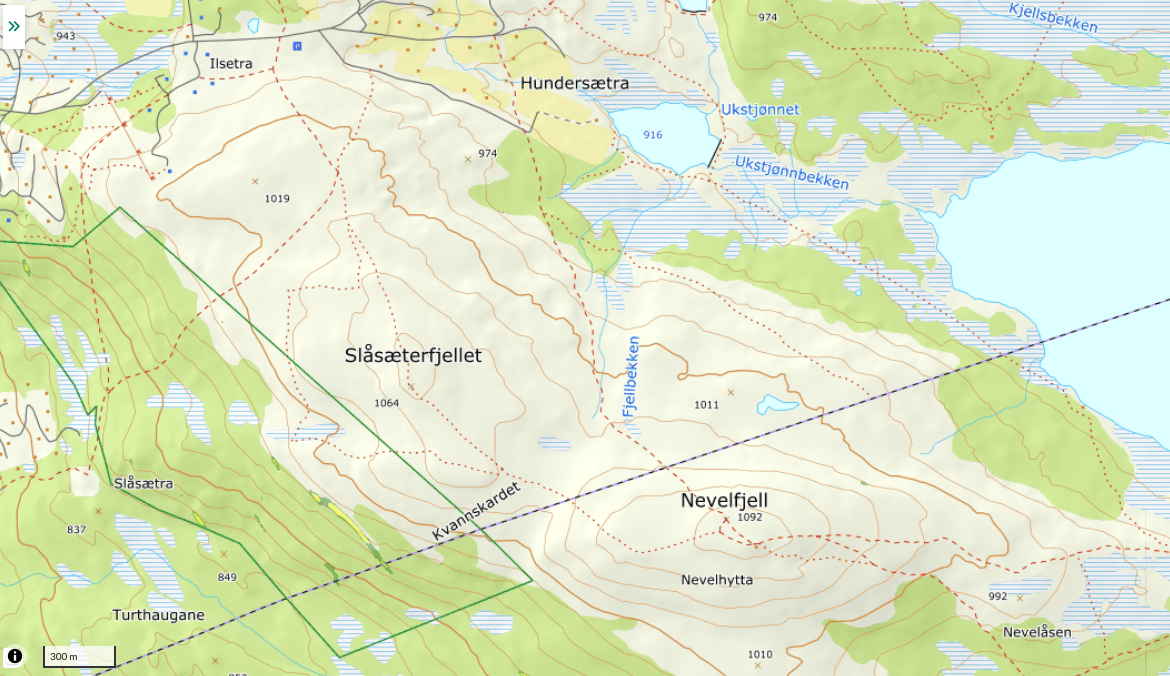 974
Kjellsbekken
943
Ilsetra
P
Hundersætra
Ukstjønnet
916
974
Ukstjønnbekken
1019
Slåsæterfjellet
Fjellbekken
1064
1011
Slåsætra
Kvannskardet
Nevelfjell
1092
837
849
Nevelhytta
992
Turthaugane
Nevelåsen
300 m
1010